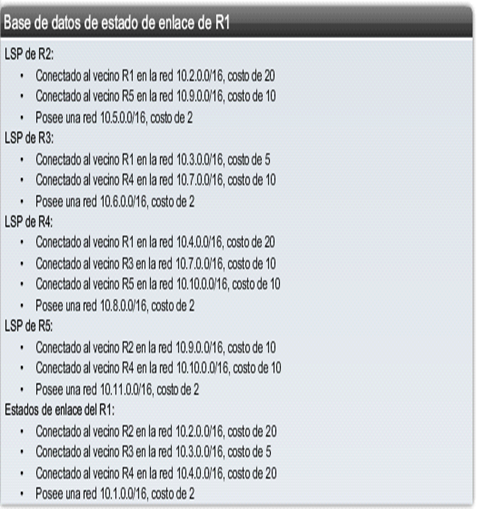 Base de datos de estado de enlace de R1
LSP de R2:
• Conectado al vecino R1 en la red 10.2.0.0/16, costo de 20
• Conectado al vecino R5 en la red 10.9.0.0/16, costo de 10
• Posee una red 10.5.0.0/16, costo de 2
LSP de R3:
• Conectado al vecino R1 en la red 10.3.0.0/16, costo de 5
• Conectado al vecino R4 en la red 10.7.0.0/16, costo de 10
• Posee una red 10.6.0.0/16, costo de 2
LSP de R4:
• Conectado al vecino R1 en la red 10.4.0.0/16, costo de 20
• Conectado al vecino R3 en la red 10.7.0.0/16, costo de 10
• Conectado al vecino R5 en la red 10.10.0.0/16, costo de 10
• Posee una red 10.8.0.0/16, costo de 2
LSP de R5:
• Conectado al vecino R2 en la red 10.9.0.0/16, costo de 10
• Conectado al vecino R4 en la red 10.10.0.0/16, costo de 10
• Posee una red 10.11.0.0/16, costo de 2
Estados de enlace del R1:
• Conectado al vecino R2 en la red 10.2.0.0/16, costo de 20
• Conectado al vecino R3 en la red 10.3.0.0/16, costo de 5
• Conectado al vecino R4 en la red 10.4.0.0/16, costo de 20
• Posee una red 10.1.0.0/16, costo de 2